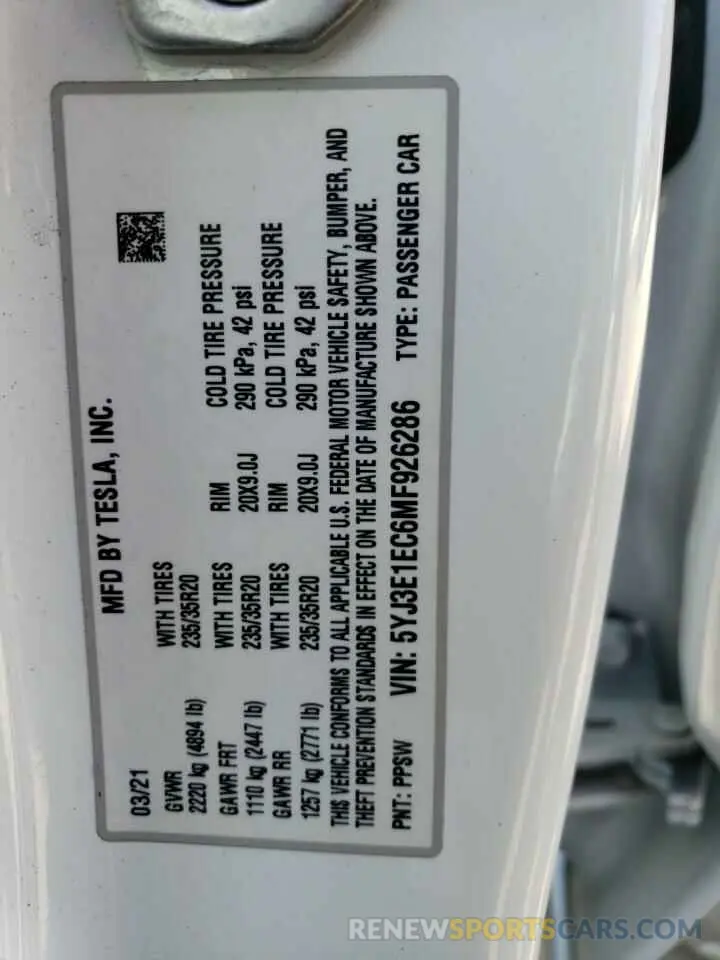 MFD BY TESLA, INC.
03/21
GVWR WITH TIRES
2220 kg (4894 lb) 235/35R20
GAWR FRT WITH TIRES RIM COLD TIRE PRESSURE
1110 kg (2447 lb) 235/35R20 20X9.0J 290 kPa, 42 psi
GAWR RR WITH TIRES RIM COLD TIRE PRESSURE
1257 kg (2771 lb) 235/35R20 20X9.0J 290 kPa, 42 psi
THIS VEHICLE CONFORMS TO ALL APPLICABLE U.S. FEDERAL MOTOR VEHICLE SAFETY, BUMPER, AND
THEFT PREVENTION STANDARDS IN EFFECT ON THE DATE OF MANUFACTURE SHOWN ABOVE.
PNT: PPSW VIN: 5YJ3E1EC6MF926286 TYPE: PASSENGER CAR
RENEWSPORTSCARS.COM